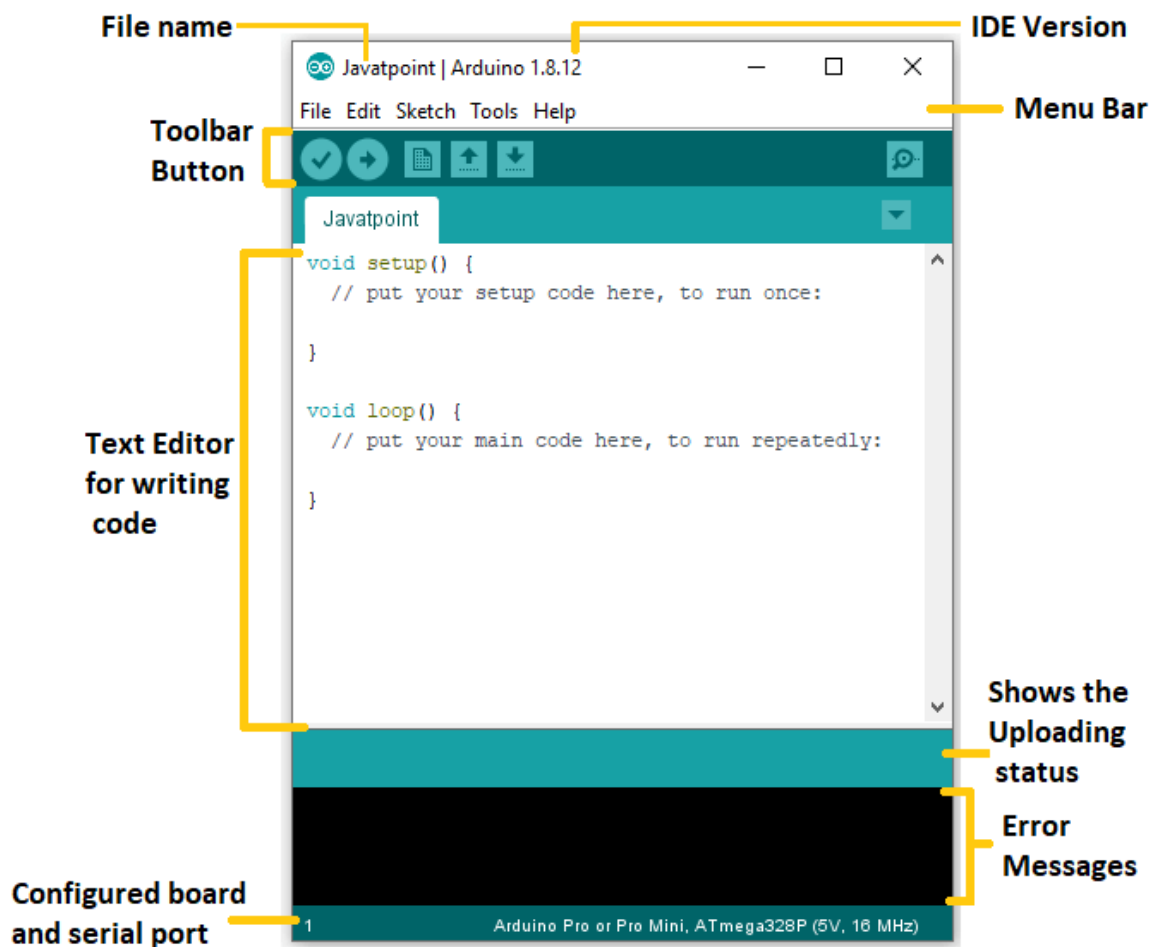 File name
IDE Version
Javatpoint | Arduino 1.8.12
File Edit Sketch Tools Help
Menu Bar
Toolbar
Button
Javatpoint
void setup() {
// put your setup code here, to run once:
}
void loop() {
// put your main code here, to run repeatedly:
}
Text Editor
for writing
code
Shows the
Uploading
status
Error
Messages
Configured board
and serial port
1
Arduino Pro or Pro Mini, ATmega328P (5V, 16 MHz)